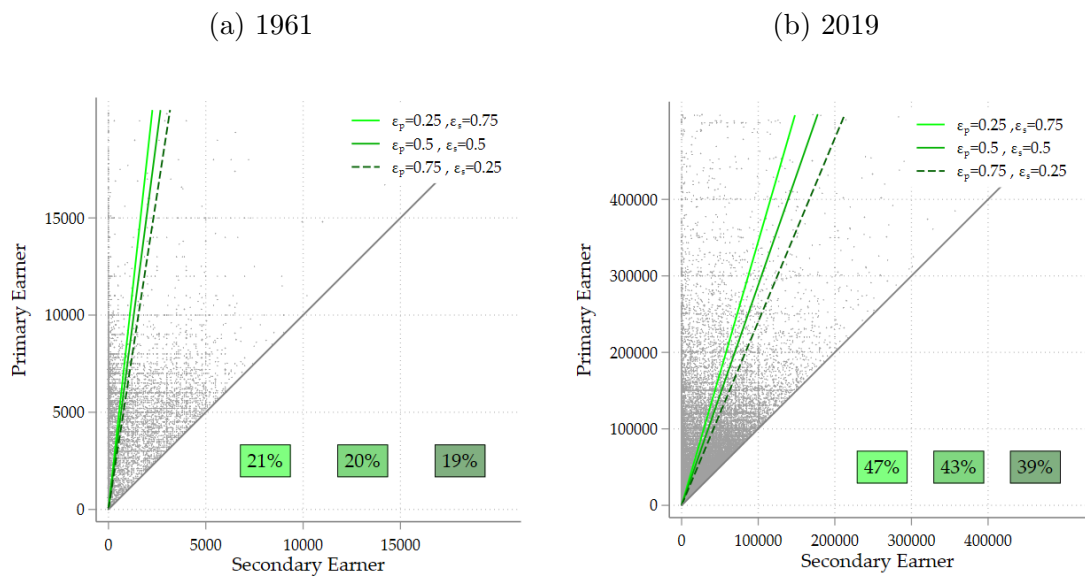 (a) 1961
εp=0.25 ,εs=0.75
εp=0.5 , εs=0.5
εp=0.75 , εs=0.25
Primary Earner
15000
10000
5000
0
21% 20% 19%
0 5000 10000 15000
Secondary Earner
(b) 2019
εp=0.25 ,εs=0.75
εp=0.5 , εs=0.5
εp=0.75 , εs=0.25
Primary Earner
400000
300000
200000
100000
0
47% 43% 39%
0 100000 200000 300000 400000
Secondary Earner